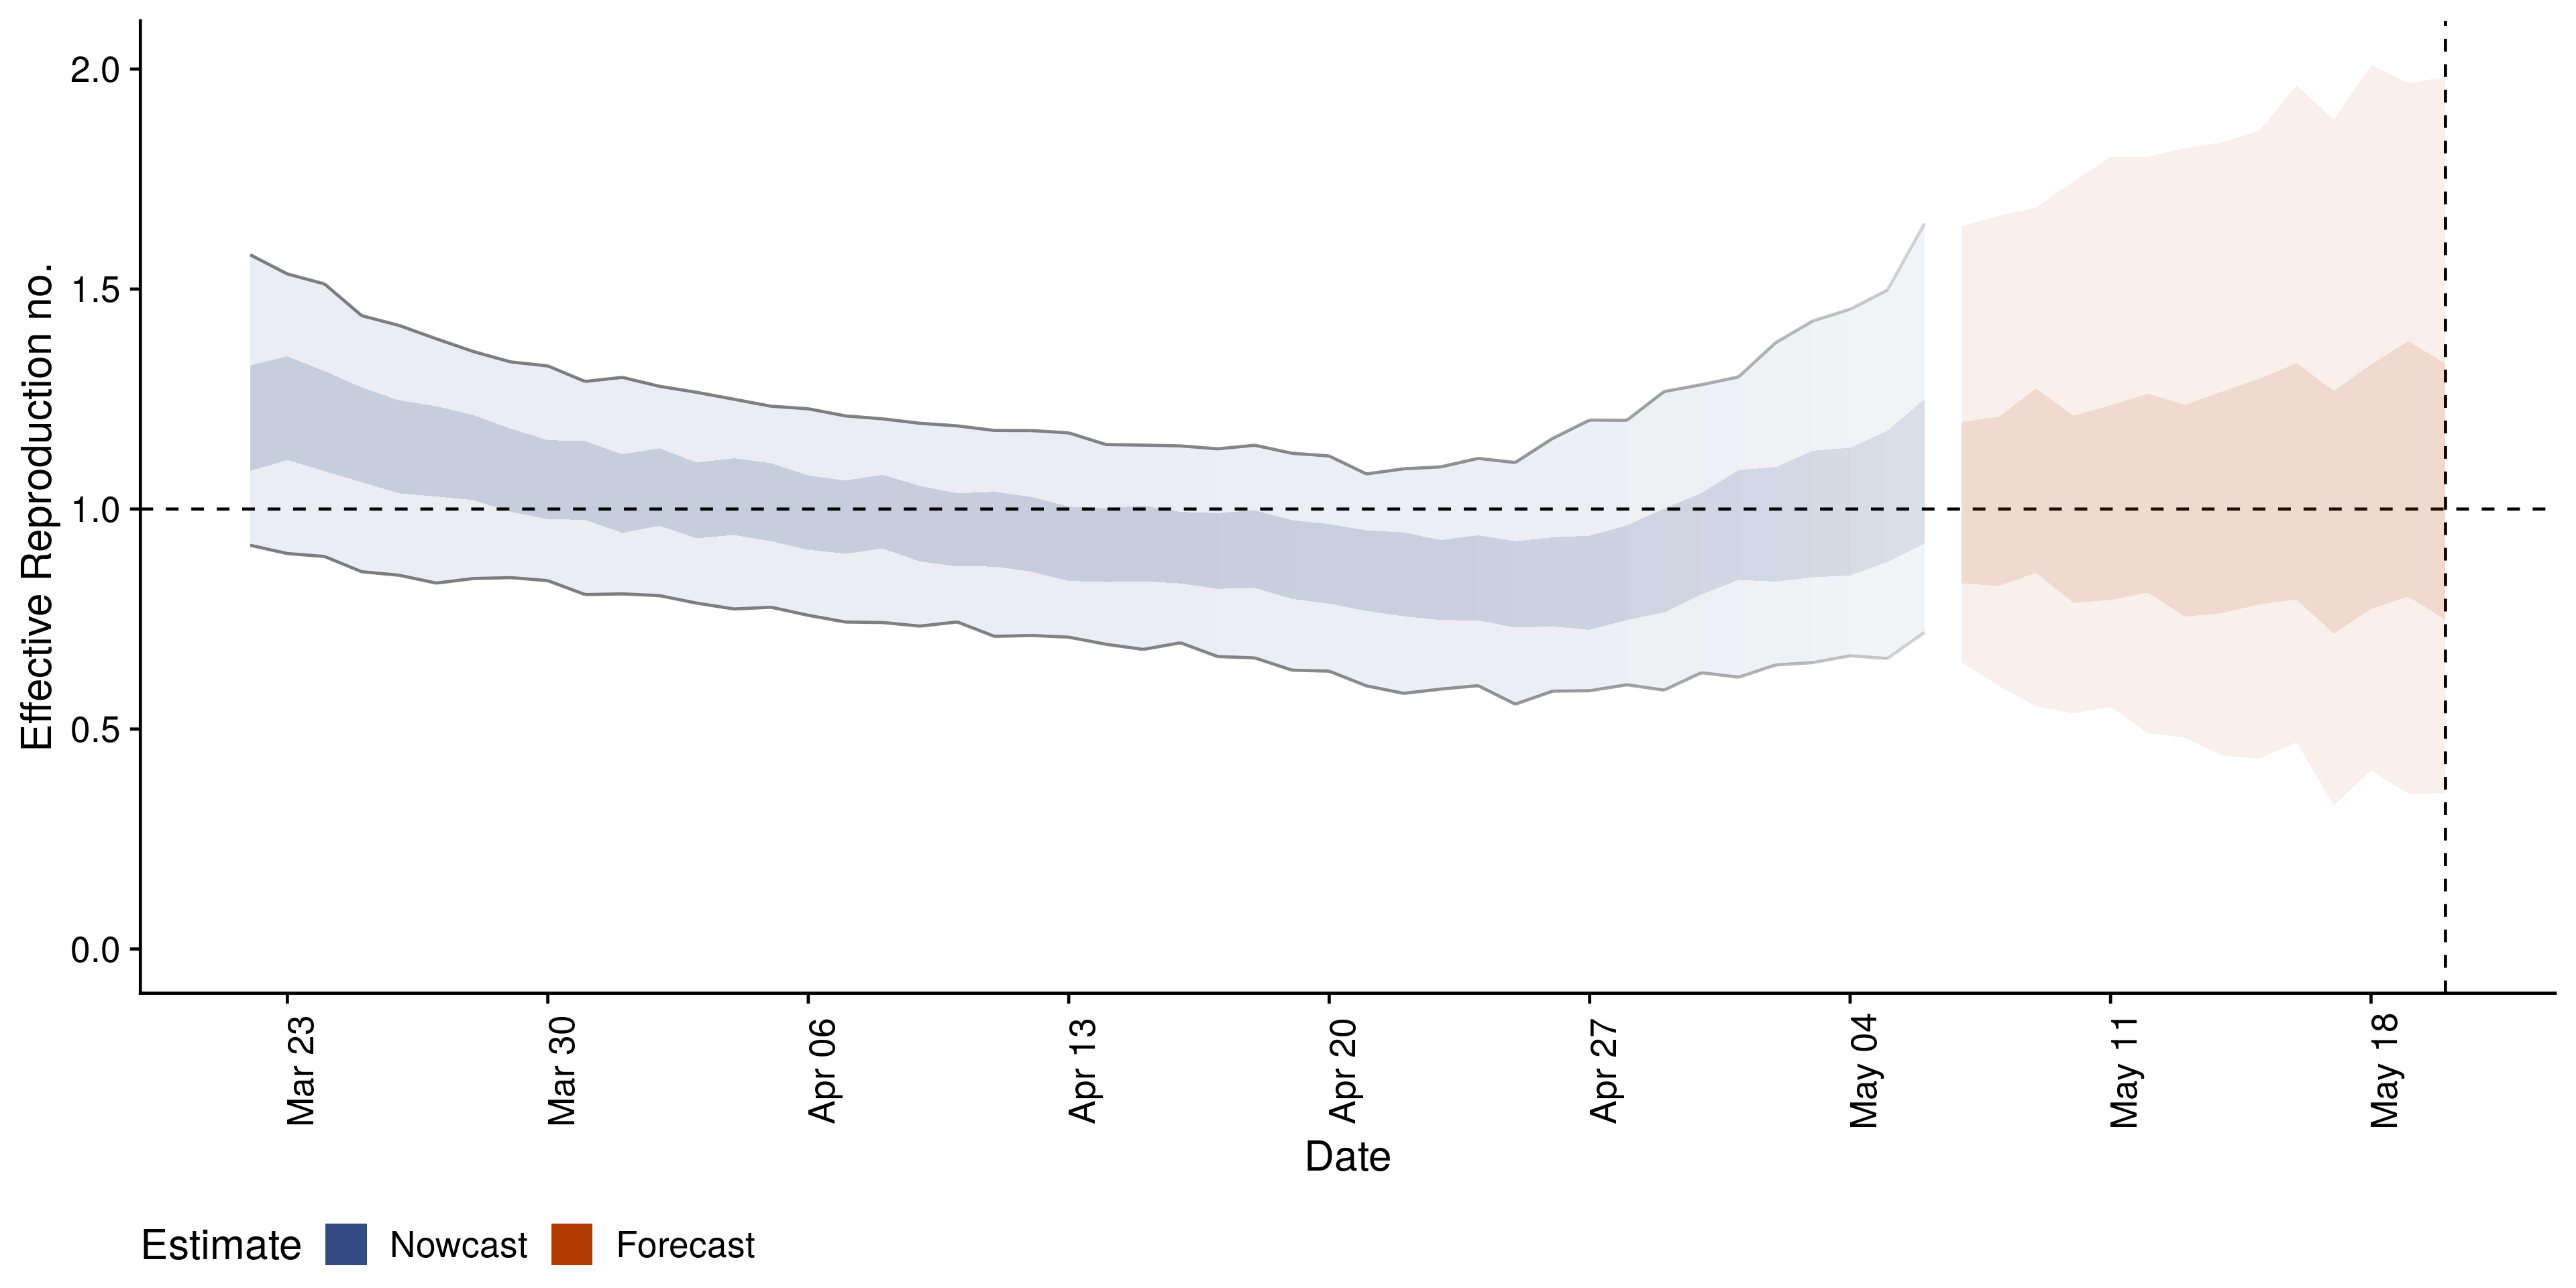 Effective Reproduction no.
2.0
1.5
1.0
0.5
0.0
Mar 23
Mar 30
Apr 06
Apr 13
Apr 20
Apr 27
May 04
May 11
May 18
Date
Estimate Nowcast Forecast